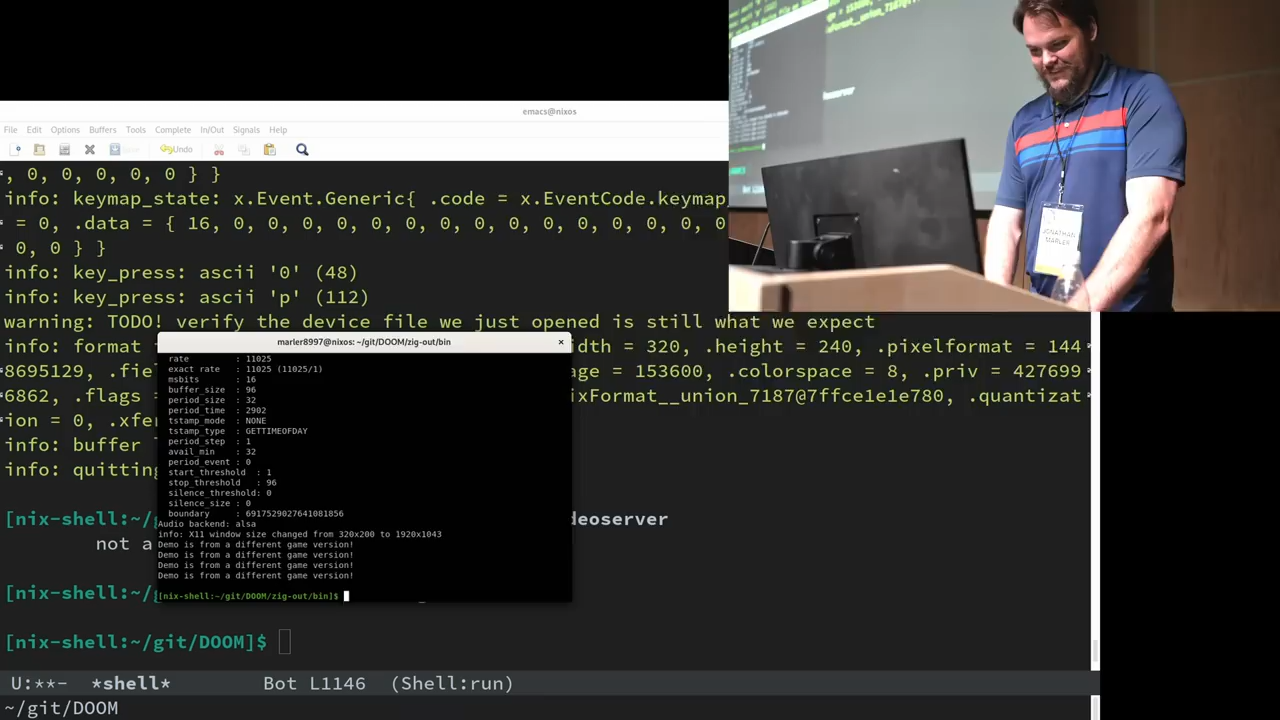 emacs@nixos
File Edit Options Buffers Tools Complete In/Out Signals Help
Undo
, 0, 0, 0, 0, 0 } }
info: keymap_state: x.Event.Generic{ .code = x.EventCode.keymap
= 0, .data = { 16, 0, 0, 0, 0, 0, 0, 0, 0, 0, 0, 0, 0, 0, 0
0, 0 } }
info: key_press: ascii '0' (48)
info: key_press: ascii 'p' (112)
warning: TODO! verify the device file we just opened is still what we expect
info: format
idth = 320, .height = 240, .pixelformat = 144
8695129, .fie
age = 153600, .colorspace = 8, .priv = 427699
6862, .flags
ixFormat__union_7187@7ffce1e1e780, .quantizat
ion = 0, .xfe
info: buffer
info: quitting
[nix-shell:~/g
deoserver
not a
[nix-shell:~/g
[nix-shell:~/git/DOOM]$
U:**- *shell* Bot L1146 (Shell:run)
~/git/DOOM
marler8997@nixos: ~/git/DOOM/zig-out/bin
rate : 11025
exact rate : 11025 (11025/1)
msbits : 16
buffer_size : 96
period_size : 32
period_time : 2902
tstamp_mode : NONE
tstamp_type : GETTIMEOFDAY
period_step : 1
avail_min : 32
period_event : 0
start_threshold : 1
stop_threshold : 96
silence_threshold: 0
silence_size : 0
boundary : 6917529027641081856
Audio backend: alsa
info: X11 window size changed from 320x200 to 1920x1043
Demo is from a different game version!
Demo is from a different game version!
Demo is from a different game version!
Demo is from a different game version!
[nix-shell:~/git/DOOM/zig-out/bin]$
JONATHAN
MARLER